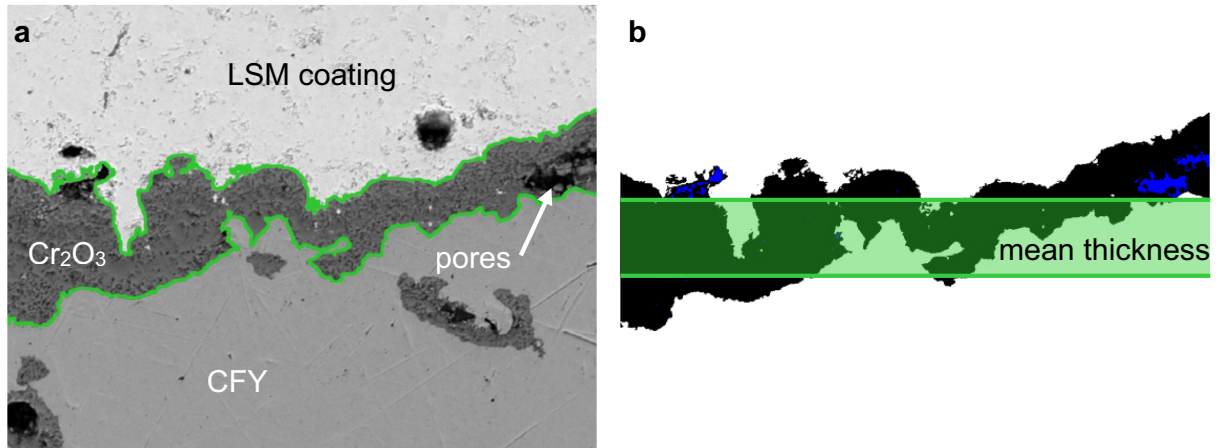 a
b
LSM coating
Cr₂O₃
pores
mean thickness
CFY